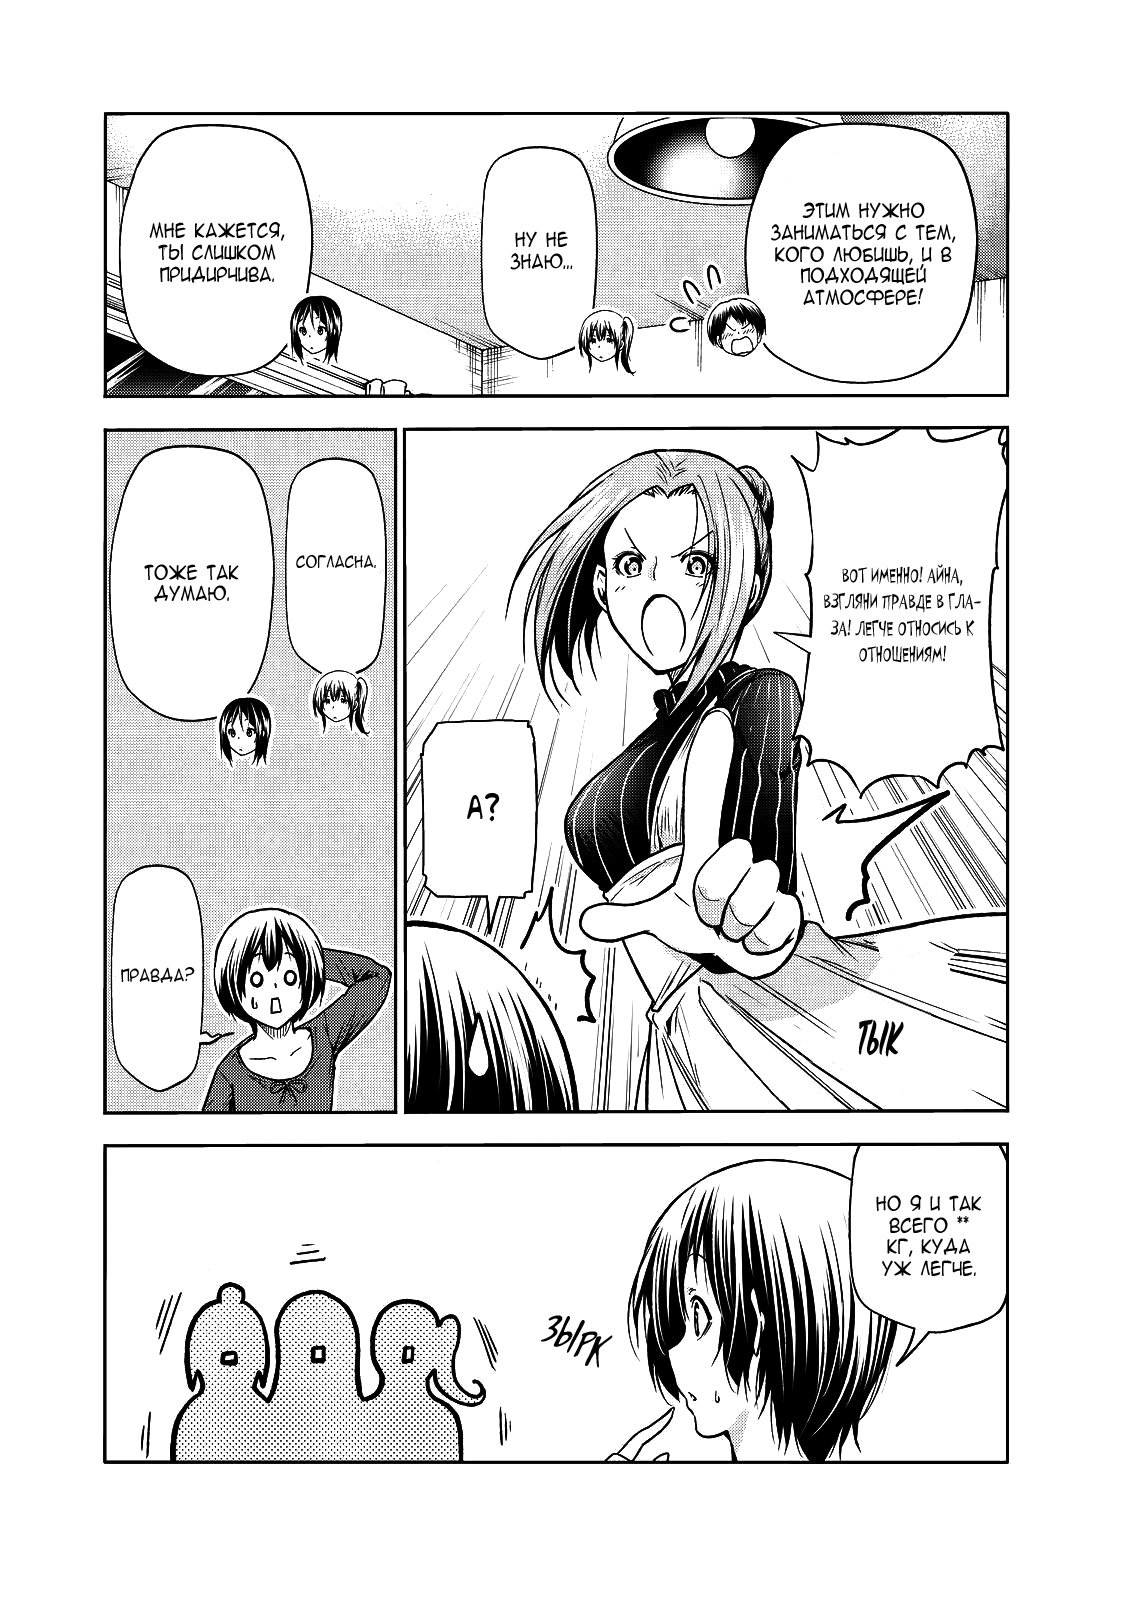 ЭТИМ НУЖНО
ЗАНИМАТЬСЯ С ТЕМ,
КОГО ЛЮБИШЬ, И В
ПОДХОДЯЩЕЙ
АТМОСФЕРЕ!
НУ НЕ
ЗНАЮ...
МНЕ КАЖЕТСЯ,
ТЫ СЛИШКОМ
ПРИДИРЧИВА.
ВОТ ИМЕННО! АЙНА,
ВЗГЛЯНИ ПРАВДЕ В ГЛА-
ЗА! ЛЕГЧЕ ОТНОСИСЬ К
ОТНОШЕНИЯМ!
А?
ТЫК
СОГЛАСНА.
ТОЖЕ ТАК
ДУМАЮ.
ПРАВДА?
НО Я И ТАК
ВСЕГО **
КГ, КУДА
УЖ ЛЕГЧЕ.
ЗЫРК